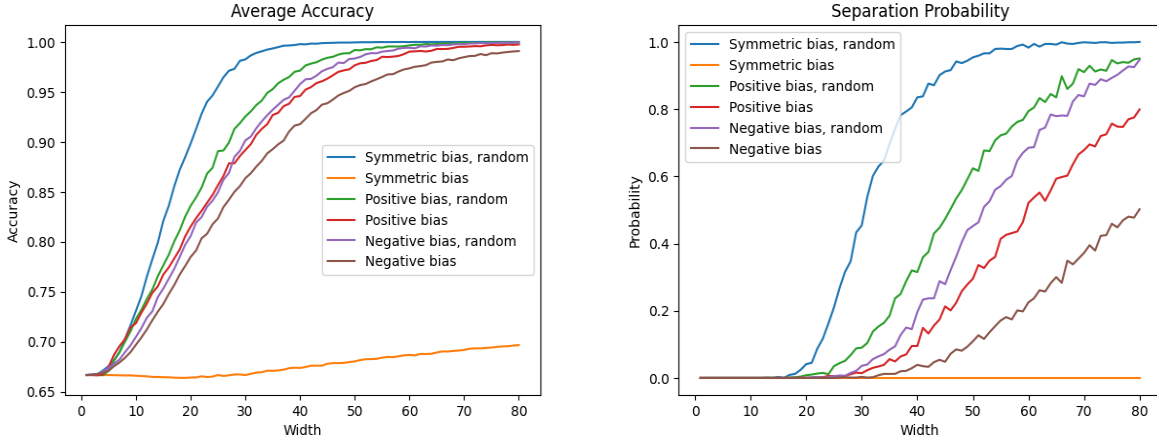 Average Accuracy
1.00
0.95
0.90
0.85
0.80
0.75
0.70
0.65
Accuracy
0
10
20
30
40
50
60
70
80
Width
Symmetric bias, random
Symmetric bias
Positive bias, random
Positive bias
Negative bias, random
Negative bias
Separation Probability
1.0
0.8
0.6
0.4
0.2
0.0
Probability
0
10
20
30
40
50
60
70
80
Width
Symmetric bias, random
Symmetric bias
Positive bias, random
Positive bias
Negative bias, random
Negative bias